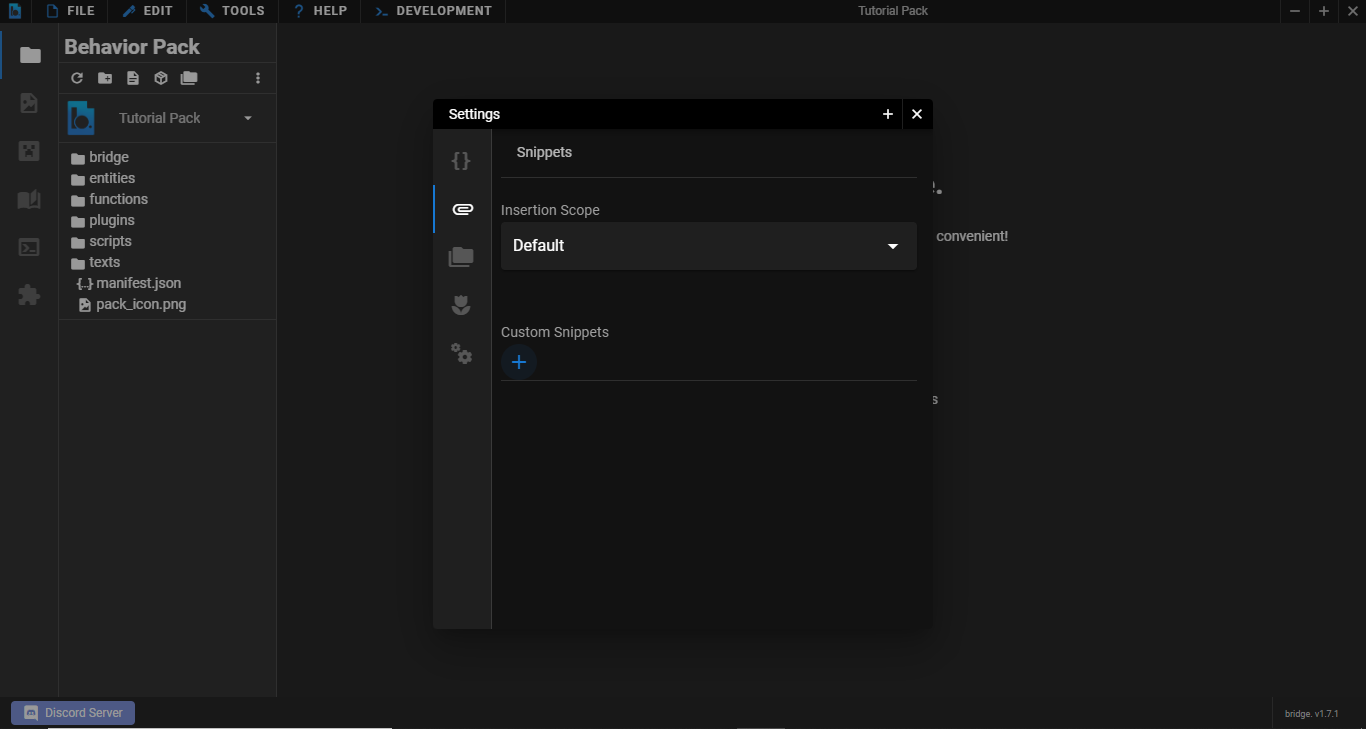 FILE EDIT TOOLS HELP DEVELOPMENT Tutorial Pack
Behavior Pack
Tutorial Pack
bridge
entities
functions
plugins
scripts
texts
{..} manifest.json
pack_icon.png
Settings
{}
Snippets
Insertion Scope
Default
Custom Snippets
e.
convenient!
s
Discord Server
bridge. v1.7.1